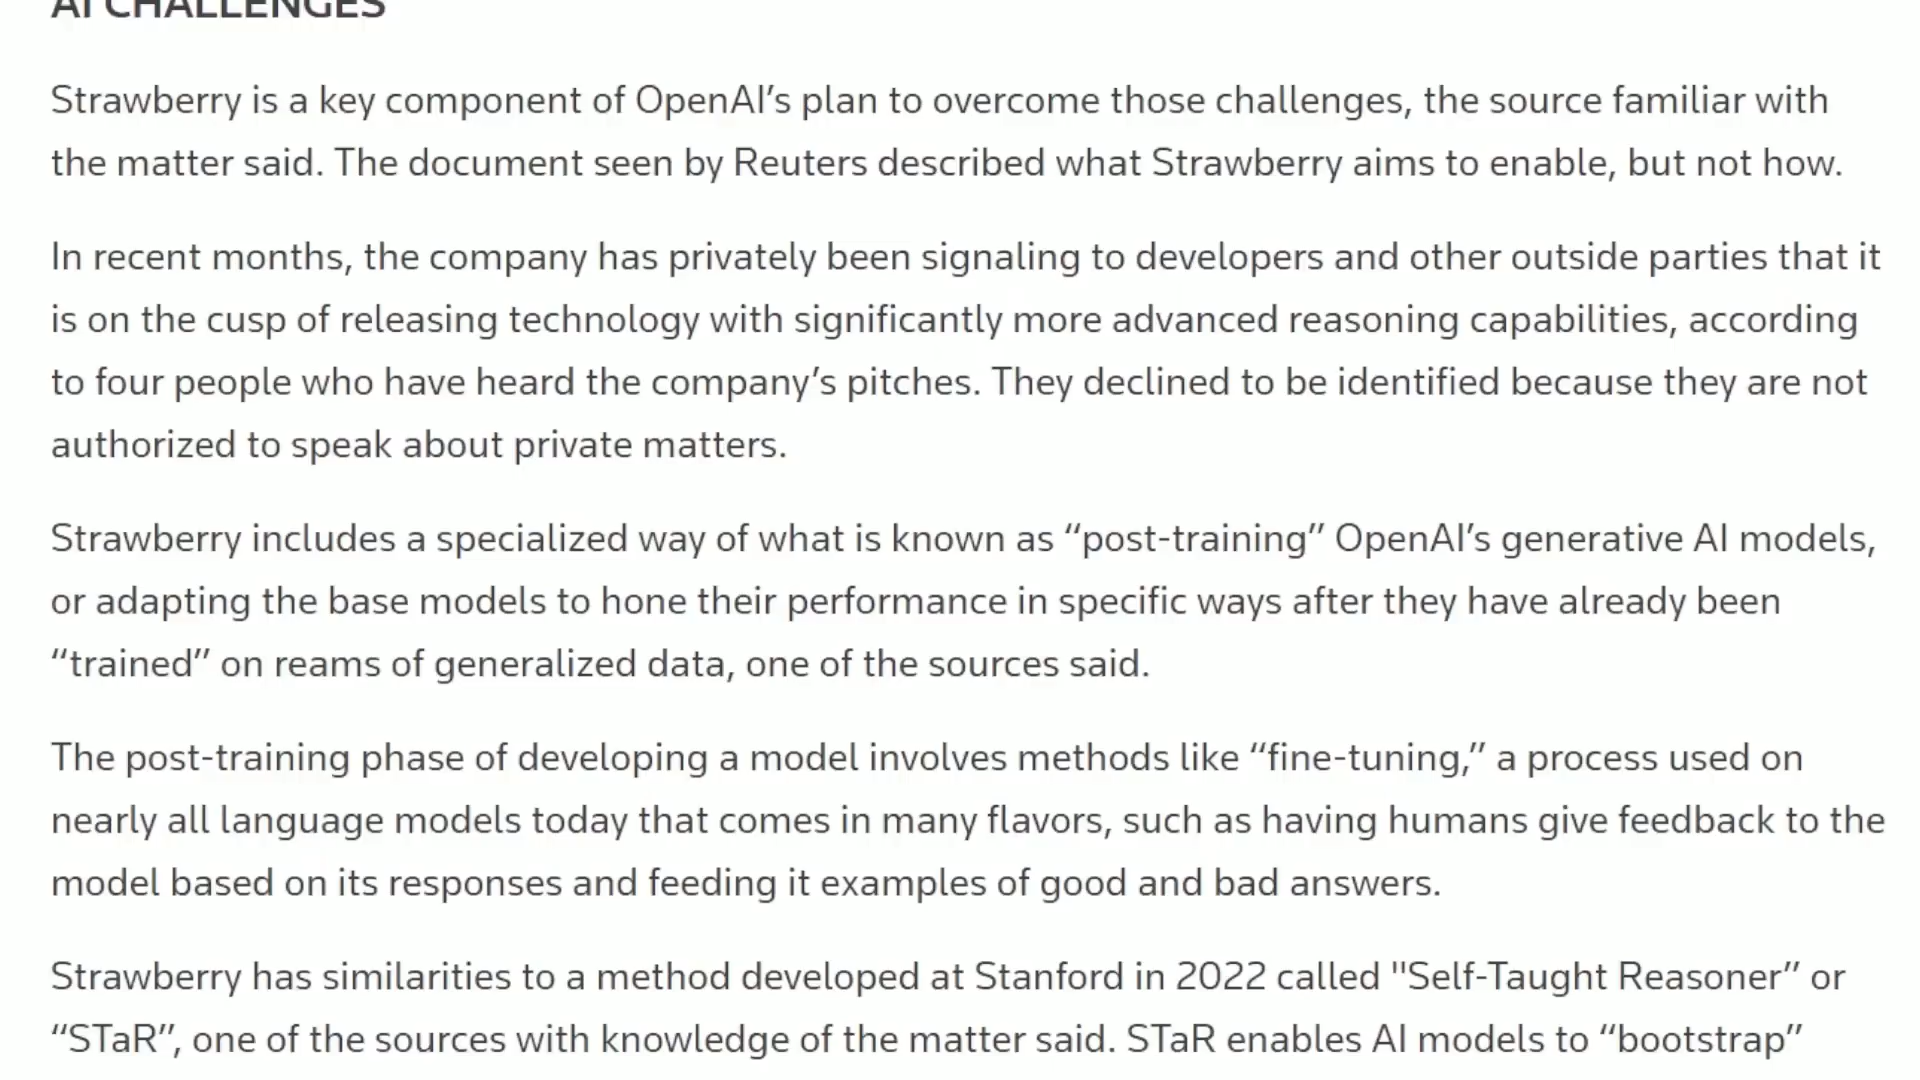 AI CHALLENGES
Strawberry is a key component of OpenAI’s plan to overcome those challenges, the source familiar with
the matter said. The document seen by Reuters described what Strawberry aims to enable, but not how.
In recent months, the company has privately been signaling to developers and other outside parties that it
is on the cusp of releasing technology with significantly more advanced reasoning capabilities, according
to four people who have heard the company’s pitches. They declined to be identified because they are not
authorized to speak about private matters.
Strawberry includes a specialized way of what is known as “post-training” OpenAI’s generative AI models,
or adapting the base models to hone their performance in specific ways after they have already been
“trained” on reams of generalized data, one of the sources said.
The post-training phase of developing a model involves methods like “fine-tuning,” a process used on
nearly all language models today that comes in many flavors, such as having humans give feedback to the
model based on its responses and feeding it examples of good and bad answers.
Strawberry has similarities to a method developed at Stanford in 2022 called "Self-Taught Reasoner” or
“STaR”, one of the sources with knowledge of the matter said. STaR enables AI models to “bootstrap”